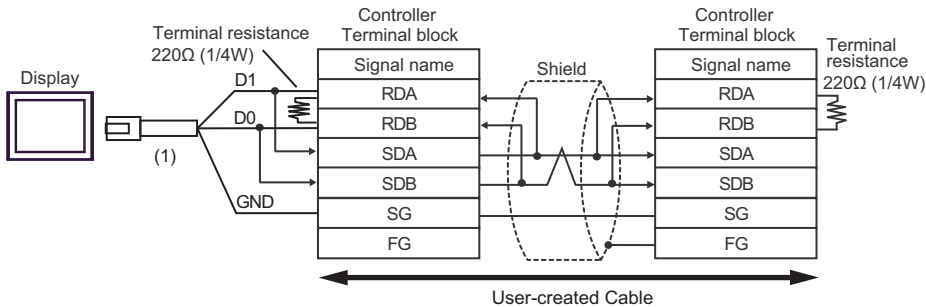 Controller
Terminal block
Controller
Terminal block
Terminal resistance
220Ω (1/4W)
Terminal
resistance
220Ω (1/4W)
Display
D1
D0
GND
(1)
Signal name
RDA
RDB
SDA
SDB
SG
FG
Shield
Signal name
RDA
RDB
SDA
SDB
SG
FG
User-created Cable